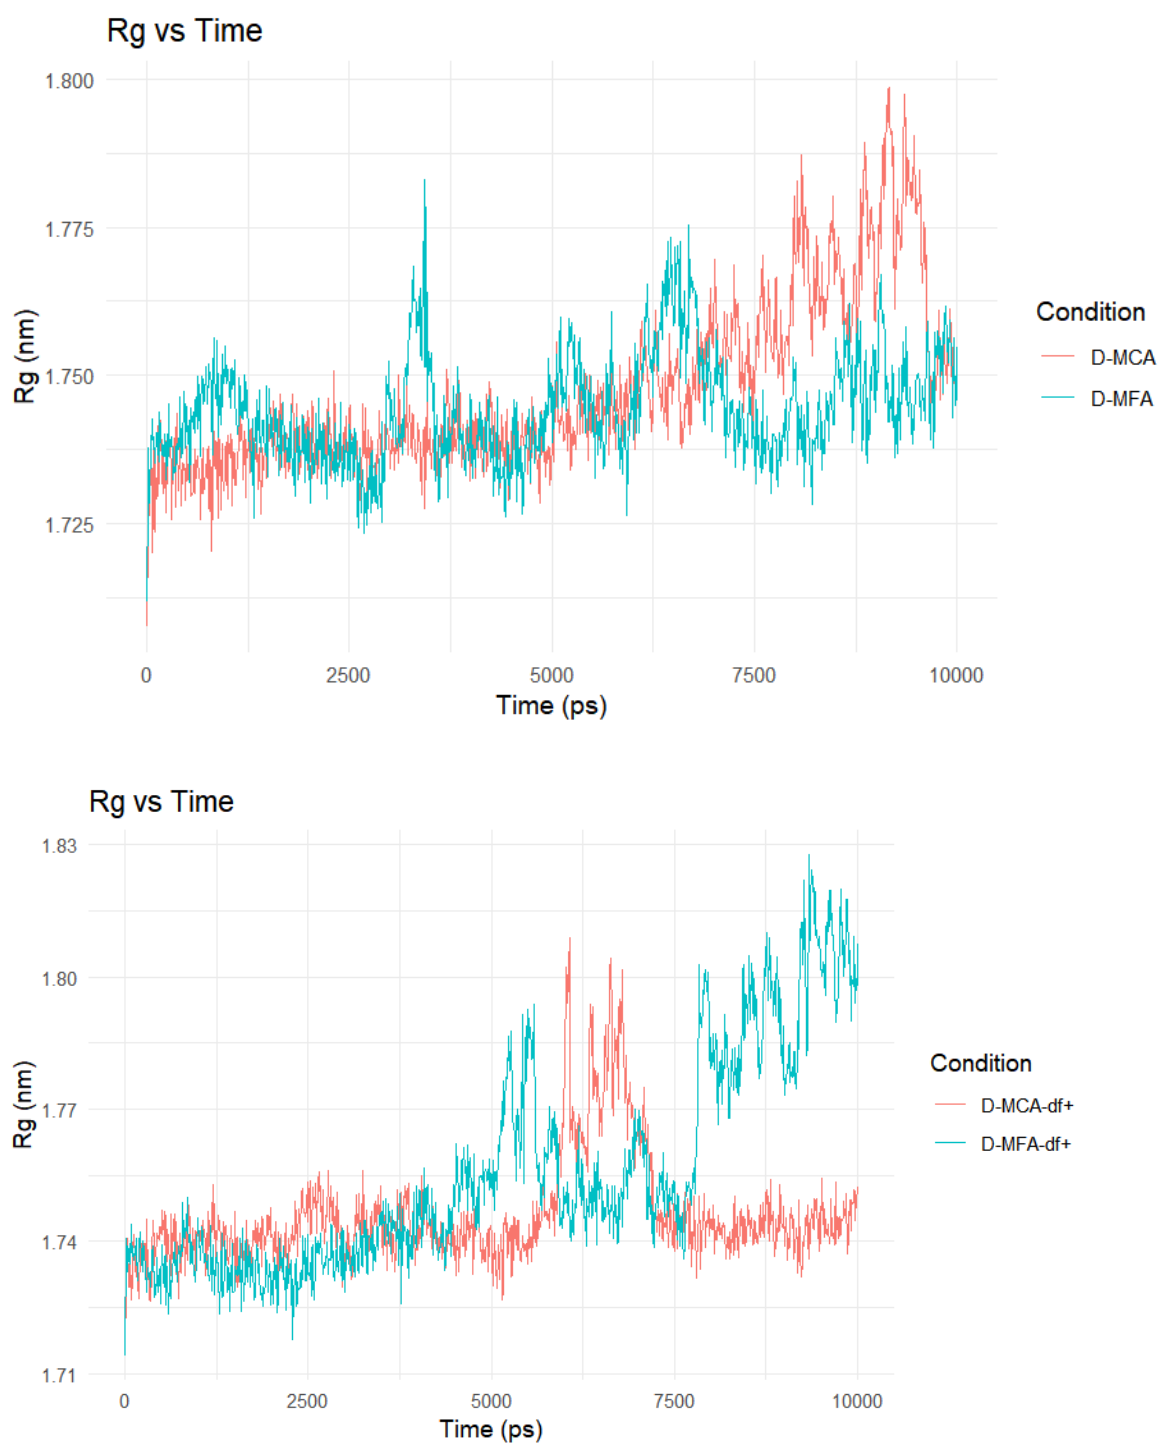 Rg vs Time
1.800
1.775
1.750
1.725
Rg (nm)
0 2500 5000 7500 10000
Time (ps)
Condition
D-MCA
D-MFA
Rg vs Time
1.83
1.80
1.77
1.74
1.71
Rg (nm)
0 2500 5000 7500 10000
Time (ps)
Condition
D-MCA-df+
D-MFA-df+